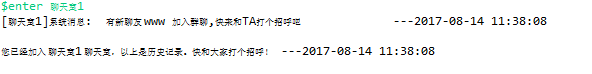 $enter 聊天室1
[聊天室1]系统消息: 有新聊友www 加入群聊,快来和TA打个招呼吧 ---2017-08-14 11:38:08
您已经加入 聊天室1 聊天室，以上是历史记录。快和大家打个招呼! ---2017-08-14 11:38:08